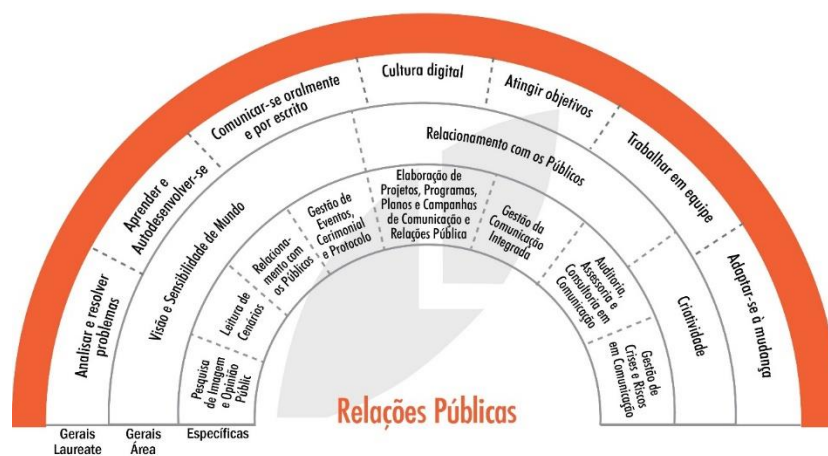 Analisar e resolver
problemas
Aprender e
Autodesenvolver-se
Comunicar-se oralmente
e por escrito
Cultura digital
Atingir objetivos
Trabalhar em equipe
Adaptar-se à mudança
Visão e Sensibilidade de Mundo
Relacionamento com os Públicos
Criatividade
Pesquisa
de Imagem
e Opinião
Públic
Leitura de
Cenários
Relaciona-
mento com
os Públicos
Gestão de
Eventos,
Cerimonial
e Protocolo
Elaboração de
Projetos, Programas,
Planos e Campanhas
de Comunicação e
Relações Pública
Gestão da
Comunicação
Integrada
Auditoria,
Assessoria e
Consultoria em
Comunicação
Gestão de
Crises e Riscos
em Comunicação
Relações Públicas
Gerais
Laureate
Gerais
Área
Específicas